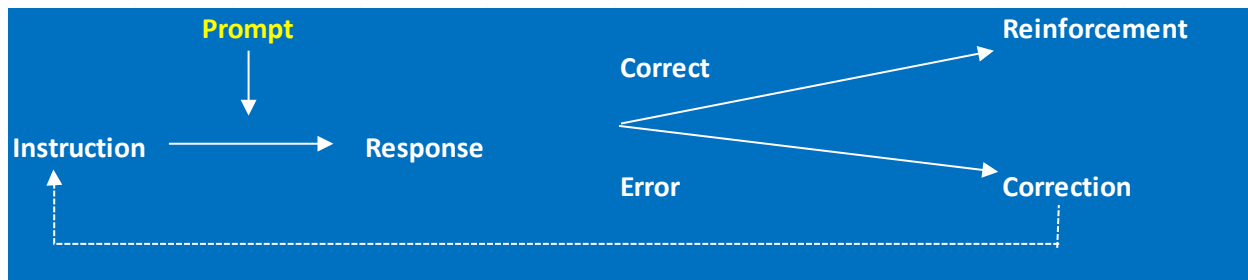 Prompt
Reinforcement
Correct
Instruction
Response
Error
Correction